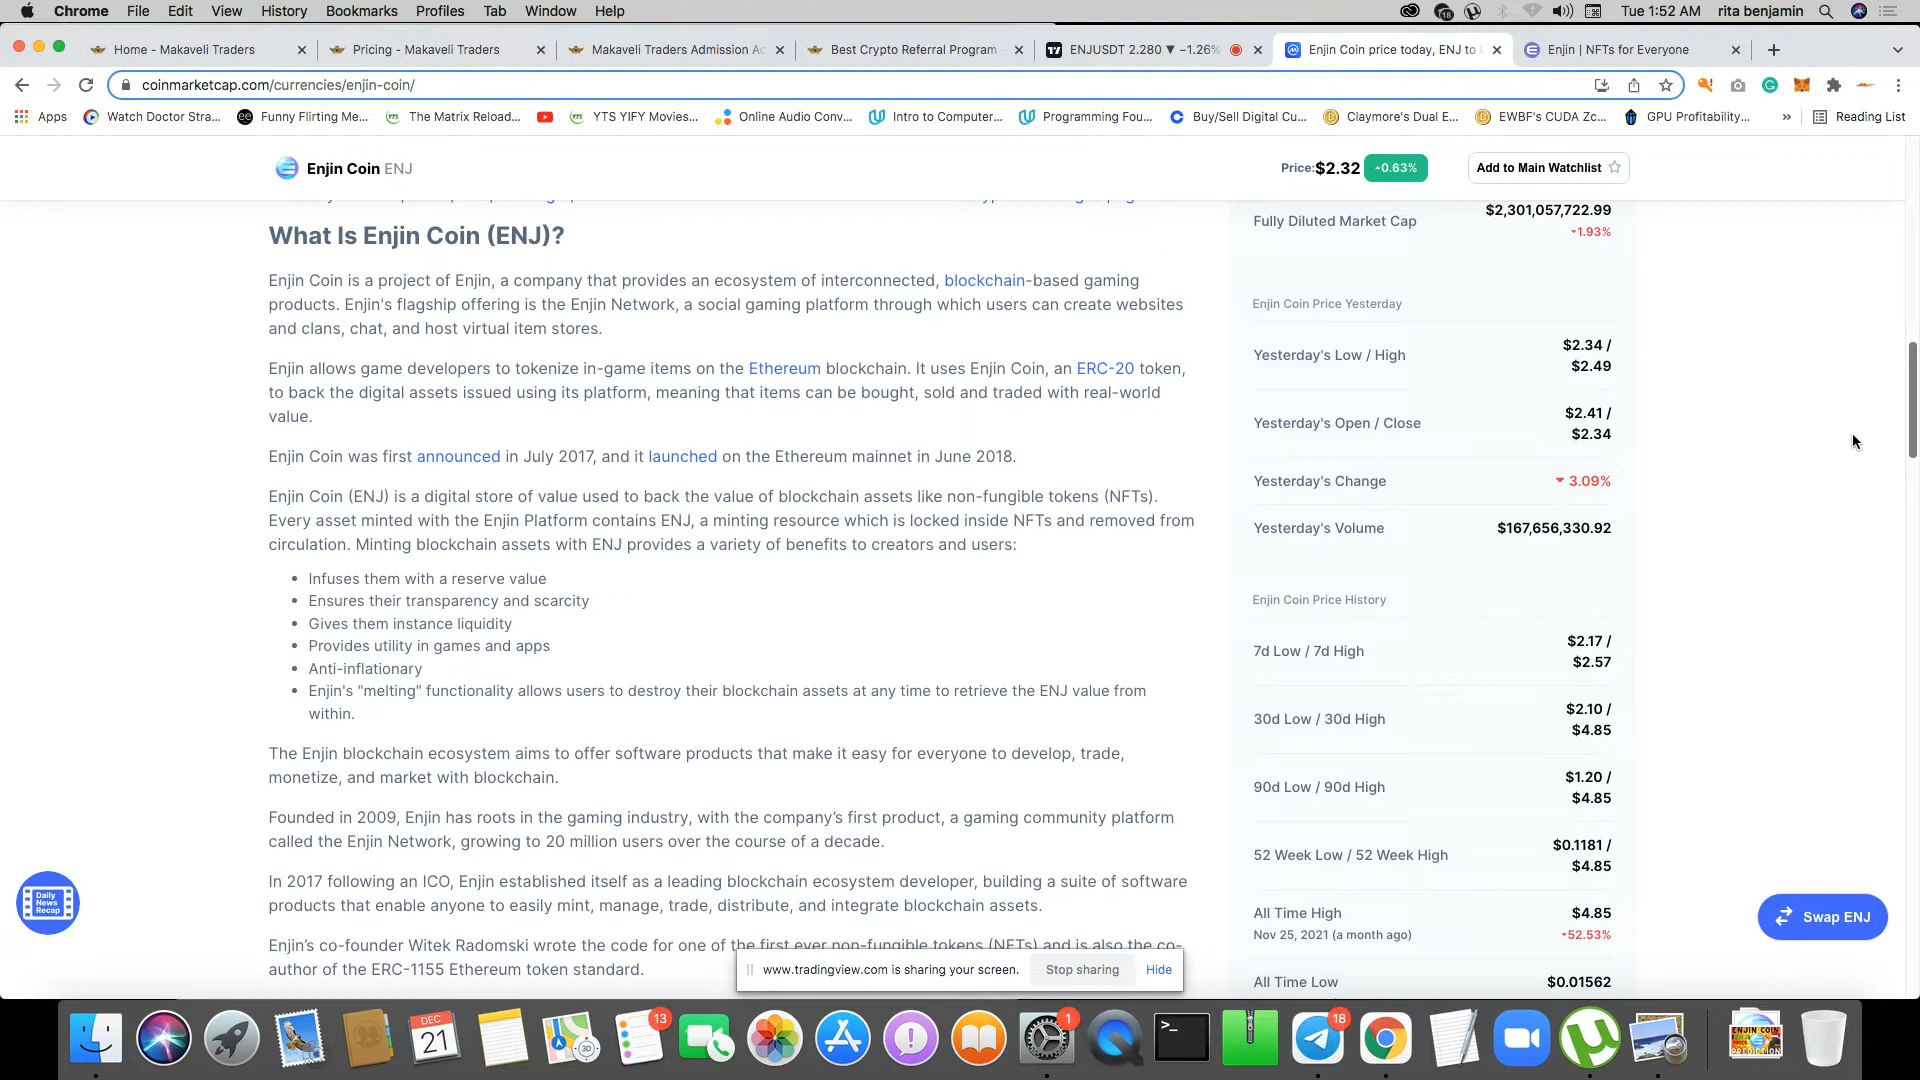 Chrome File Edit View History Bookmarks Profiles Tab Window Help
18
Tue 1:52 AM rita benjamin
Home - Makaveli Traders
Pricing - Makaveli Traders
Makaveli Traders Admission Ac
Best Crypto Referral Program
ENJUSDT 2.280 ▼ −1.26%
Enjin Coin price today, ENJ to U
Enjin | NFTs for Everyone
coinmarketcap.com/currencies/enjin-coin/
Apps
Watch Doctor Stra...
Funny Flirting Me...
The Matrix Reload...
YTS YIFY Movies...
Online Audio Conv...
Intro to Computer...
Programming Fou...
Buy/Sell Digital Cu...
Claymore's Dual E...
EWBF's CUDA Zc...
GPU Profitability...
»
Reading List
Enjin Coin ENJ
Price:$2.32 0.63%
Add to Main Watchlist
What Is Enjin Coin (ENJ)?
Enjin Coin is a project of Enjin, a company that provides an ecosystem of interconnected, blockchain-based gaming
products. Enjin's flagship offering is the Enjin Network, a social gaming platform through which users can create websites
and clans, chat, and host virtual item stores.
Enjin allows game developers to tokenize in-game items on the Ethereum blockchain. It uses Enjin Coin, an ERC-20 token,
to back the digital assets issued using its platform, meaning that items can be bought, sold and traded with real-world
value.
Enjin Coin was first announced in July 2017, and it launched on the Ethereum mainnet in June 2018.
Enjin Coin (ENJ) is a digital store of value used to back the value of blockchain assets like non-fungible tokens (NFTs).
Every asset minted with the Enjin Platform contains ENJ, a minting resource which is locked inside NFTs and removed from
circulation. Minting blockchain assets with ENJ provides a variety of benefits to creators and users:
• Infuses them with a reserve value
• Ensures their transparency and scarcity
• Gives them instance liquidity
• Provides utility in games and apps
• Anti-inflationary
• Enjin's "melting" functionality allows users to destroy their blockchain assets at any time to retrieve the ENJ value from
within.
The Enjin blockchain ecosystem aims to offer software products that make it easy for everyone to develop, trade,
monetize, and market with blockchain.
Founded in 2009, Enjin has roots in the gaming industry, with the company's first product, a gaming community platform
called the Enjin Network, growing to 20 million users over the course of a decade.
In 2017 following an ICO, Enjin established itself as a leading blockchain ecosystem developer, building a suite of software
products that enable anyone to easily mint, manage, trade, distribute, and integrate blockchain assets.
Enjin's co-founder Witek Radomski wrote the code for one of the first ever non-fungible tokens (NFTs) and is also the co-
author of the ERC-1155 Ethereum token standard.
Fully Diluted Market Cap
$2,301,057,722.99
1.93%
Enjin Coin Price Yesterday
Yesterday's Low / High
$2.34 /
$2.49
Yesterday's Open / Close
$2.41 /
$2.34
Yesterday's Change
3.09%
Yesterday's Volume
$167,656,330.92
Enjin Coin Price History
7d Low / 7d High
$2.17 /
$2.57
30d Low / 30d High
$2.10 /
$4.85
90d Low / 90d High
$1.20 /
$4.85
52 Week Low / 52 Week High
$0.1181 /
$4.85
All Time High
$4.85
Nov 25, 2021 (a month ago)
52.53%
All Time Low
$0.01562
Daily
News
Recap
Swap ENJ
www.tradingview.com is sharing your screen.
Stop sharing
Hide
DEC
21
13
1
18
ENJIN COIN
PREDICTION